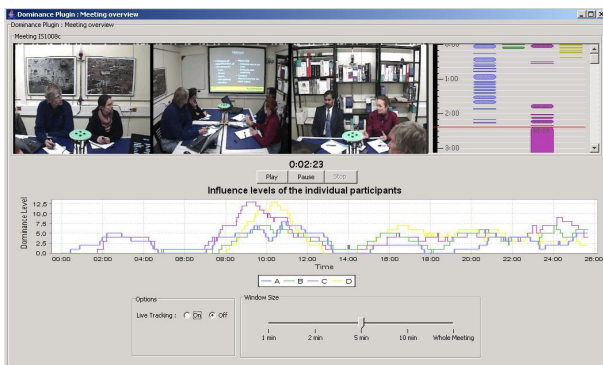 Dominance Plugin : Meeting overview
Dominance Plugin : Meeting overview
Meeting IS1008c
0:00
1:00
2:00
3:00
0:02:23
Play Pause Stop
Influence levels of the individual participants
Dominance Level
12,5
10,0
7,5
5,0
2,5
0,0
00:00 02:00 04:00 06:00 08:00 10:00 12:00 14:00 16:00 18:00 20:00 22:00 24:00 26:00
Time
A B C D
Options
Live Tracking : On Off
Window Size
1 min 2 min 5 min 10 min Whole Meeting